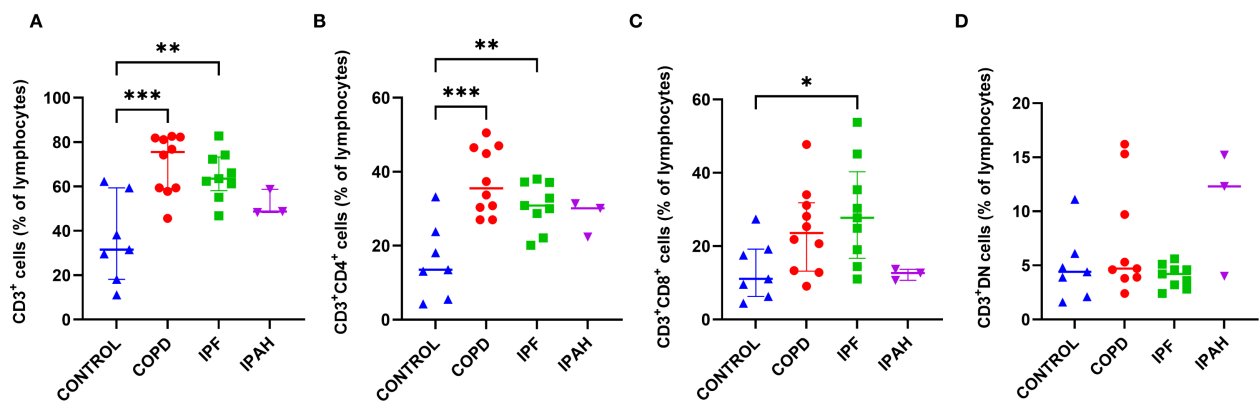 A
CD3⁺ cells (% of lymphocytes)
100
80
60
40
20
0
**
***
CONTROL
COPD
IPF
IPAH
B
CD3⁺CD4⁺ cells (% of lymphocytes)
60
40
20
0
**
***
CONTROL
COPD
IPF
IPAH
C
CD3⁺CD8⁺ cells (% of lymphocytes)
60
40
20
0
*
CONTROL
COPD
IPF
IPAH
D
CD3⁺DN cells (% of lymphocytes)
20
15
10
5
0
CONTROL
COPD
IPF
IPAH